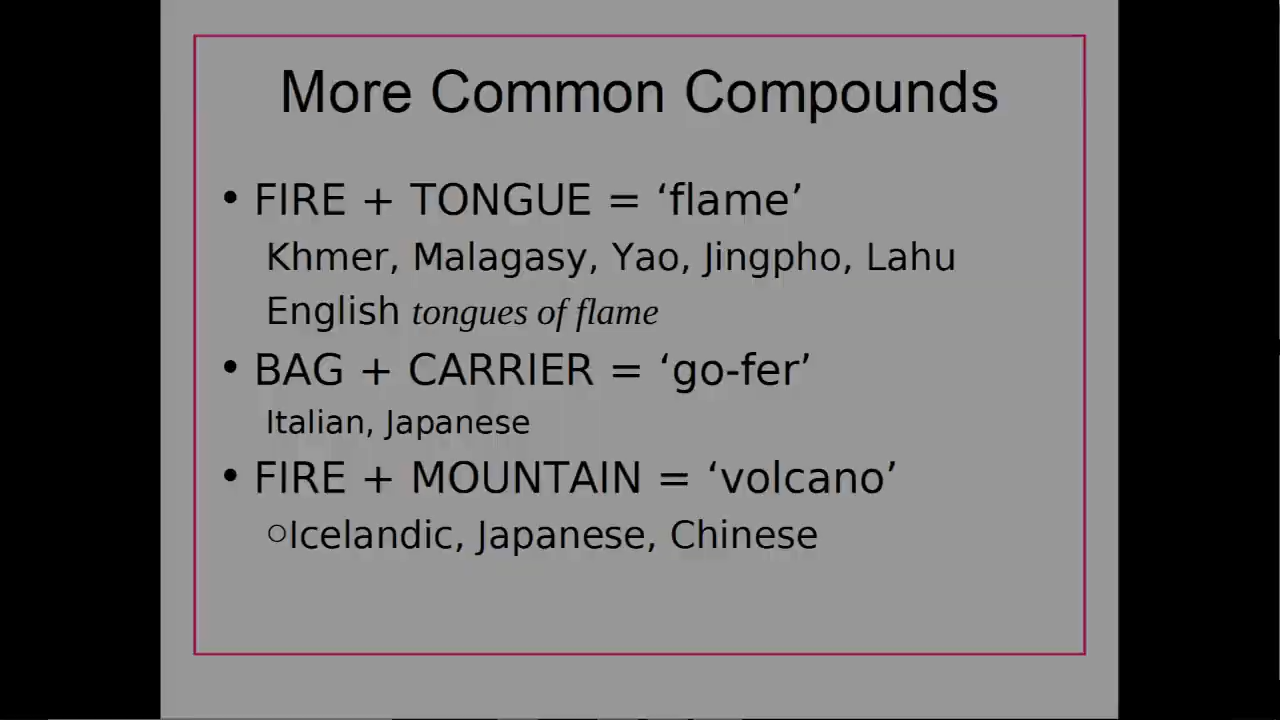 More Common Compounds
• FIRE + TONGUE = ‘flame’
Khmer, Malagasy, Yao, Jingpho, Lahu
English tongues of flame
• BAG + CARRIER = ‘go-fer’
Italian, Japanese
• FIRE + MOUNTAIN = ‘volcano’
○Icelandic, Japanese, Chinese